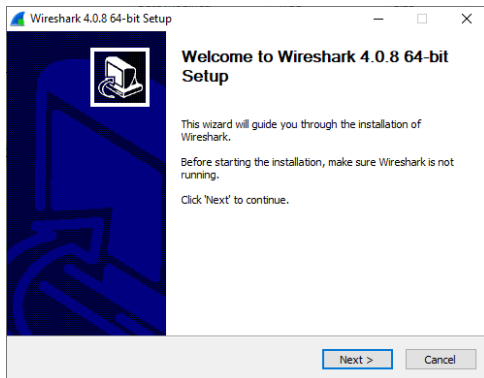 Wireshark 4.0.8 64-bit Setup
Welcome to Wireshark 4.0.8 64-bit
Setup
This wizard will guide you through the installation of
Wireshark.
Before starting the installation, make sure Wireshark is not
running.
Click 'Next' to continue.
Next >
Cancel